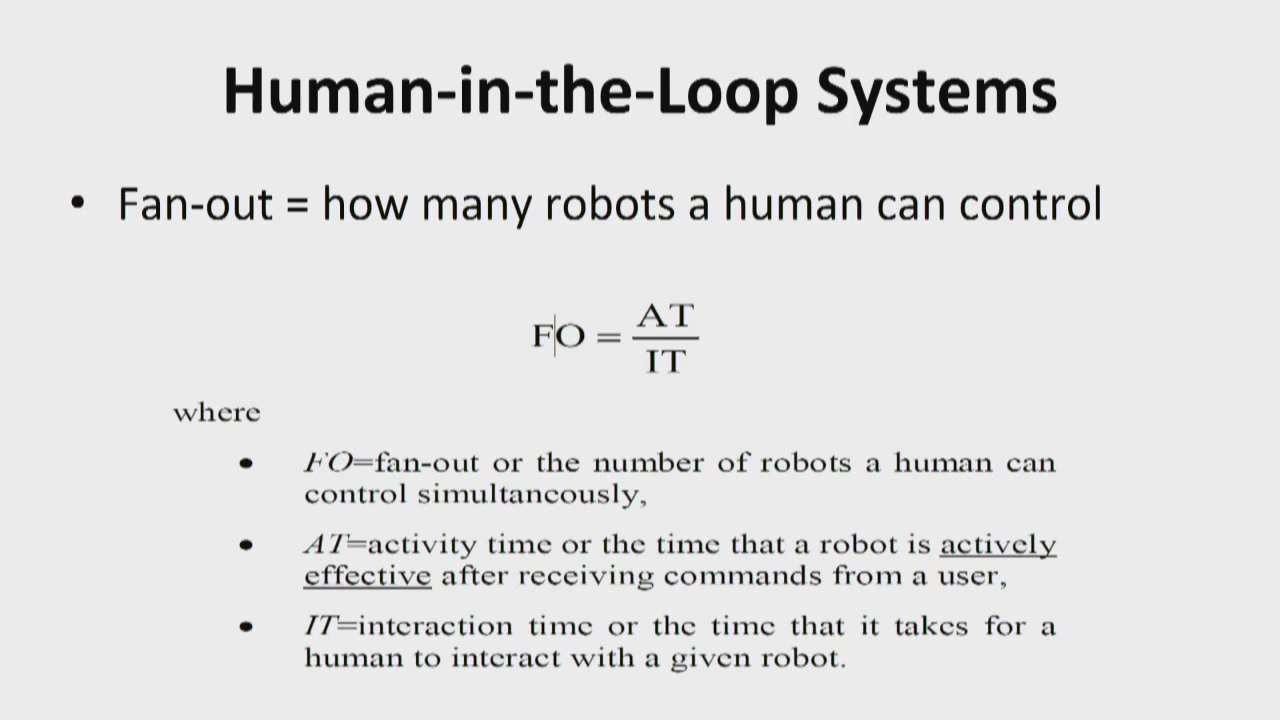 Human-in-the-Loop Systems
• Fan-out = how many robots a human can control
FO = AT
IT
where
• FO=fan-out or the number of robots a human can
control simultaneously,
• AT=activity time or the time that a robot is actively
effective after receiving commands from a user,
• IT=interaction time or the time that it takes for a
human to interact with a given robot.